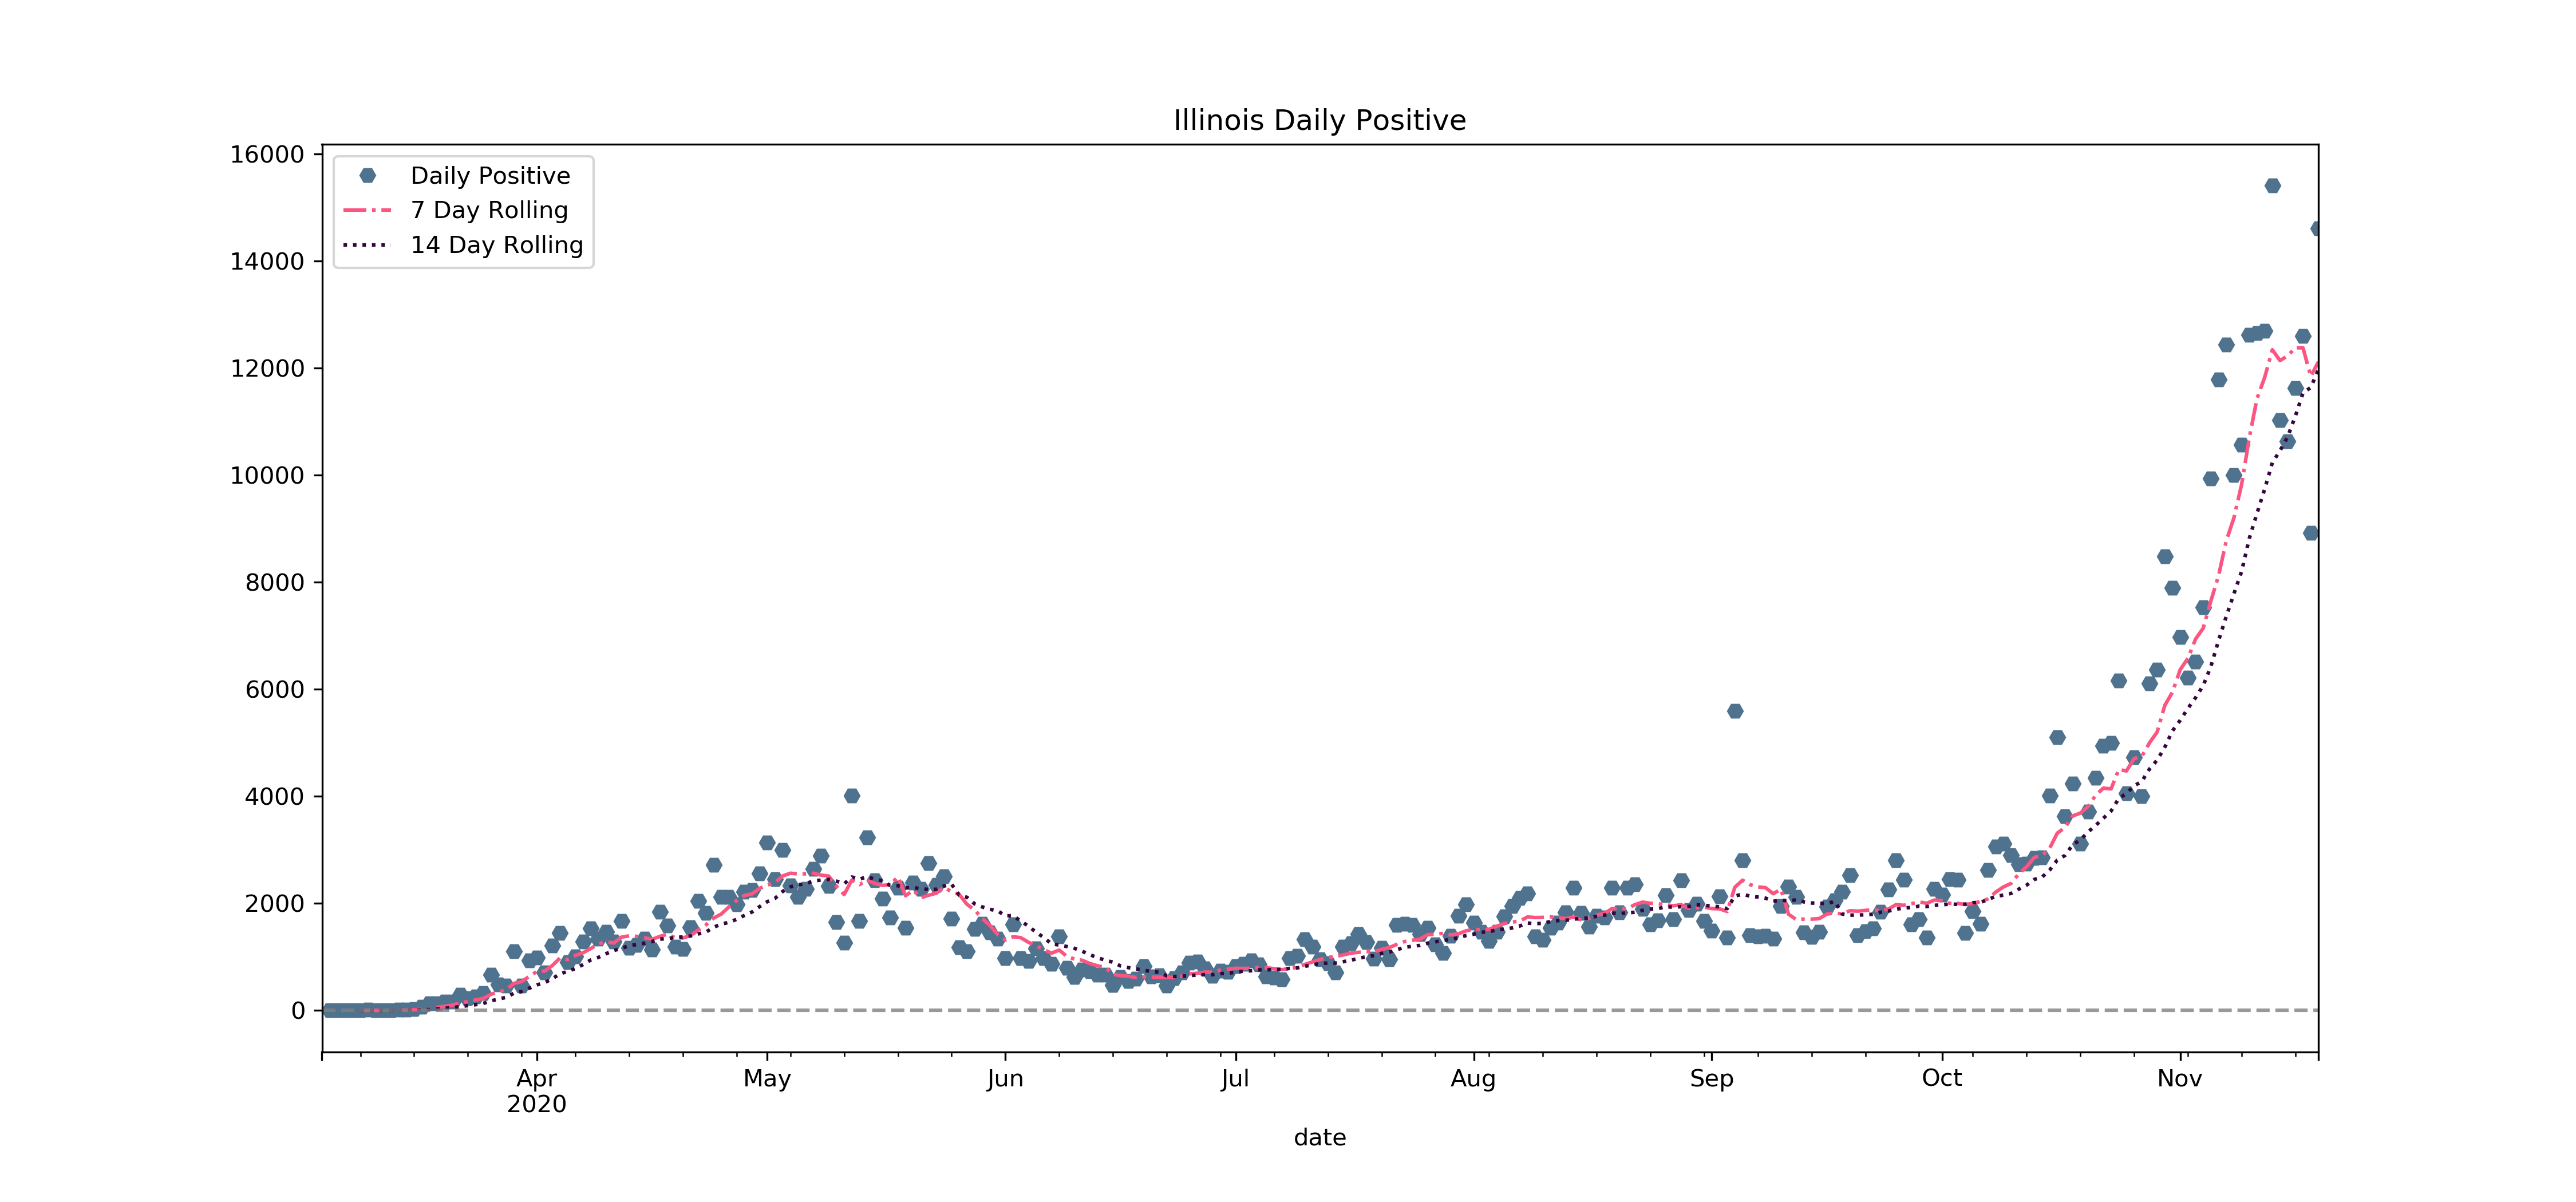 Illinois Daily Positive
16000
14000
12000
10000
8000
6000
4000
2000
0
Daily Positive
7 Day Rolling
14 Day Rolling
Apr May Jun Jul Aug Sep Oct Nov
2020
date